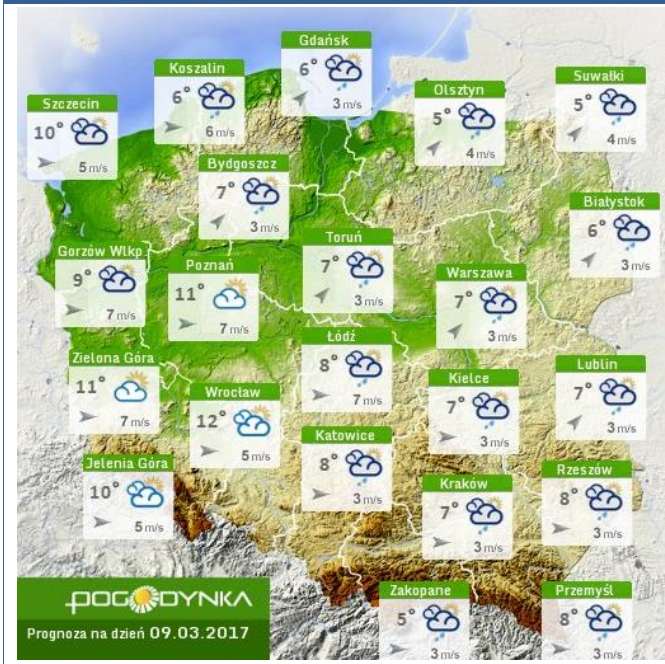 Gdańsk
6°
3 m/s
Koszalin
6°
6 m/s
Suwałki
5°
4 m/s
Olsztyn
5°
4 m/s
Szczecin
10°
5 m/s
Bydgoszcz
7°
3 m/s
Białystok
6°
3 m/s
Toruń
7°
3 m/s
Gorzów Wlkp
9°
7 m/s
Poznań
11°
7 m/s
Warszawa
7°
3 m/s
Łódź
8°
7 m/s
Zielona Góra
11°
7 m/s
Lublin
7°
3 m/s
Kielce
7°
3 m/s
Wrocław
12°
5 m/s
Katowice
8°
3 m/s
Jelenia Góra
10°
5 m/s
Rzeszów
8°
3 m/s
Kraków
7°
3 m/s
Zakopane
5°
3 m/s
Przemyśl
8°
3 m/s
POGODYNKA
Prognoza na dzień 09.03.2017